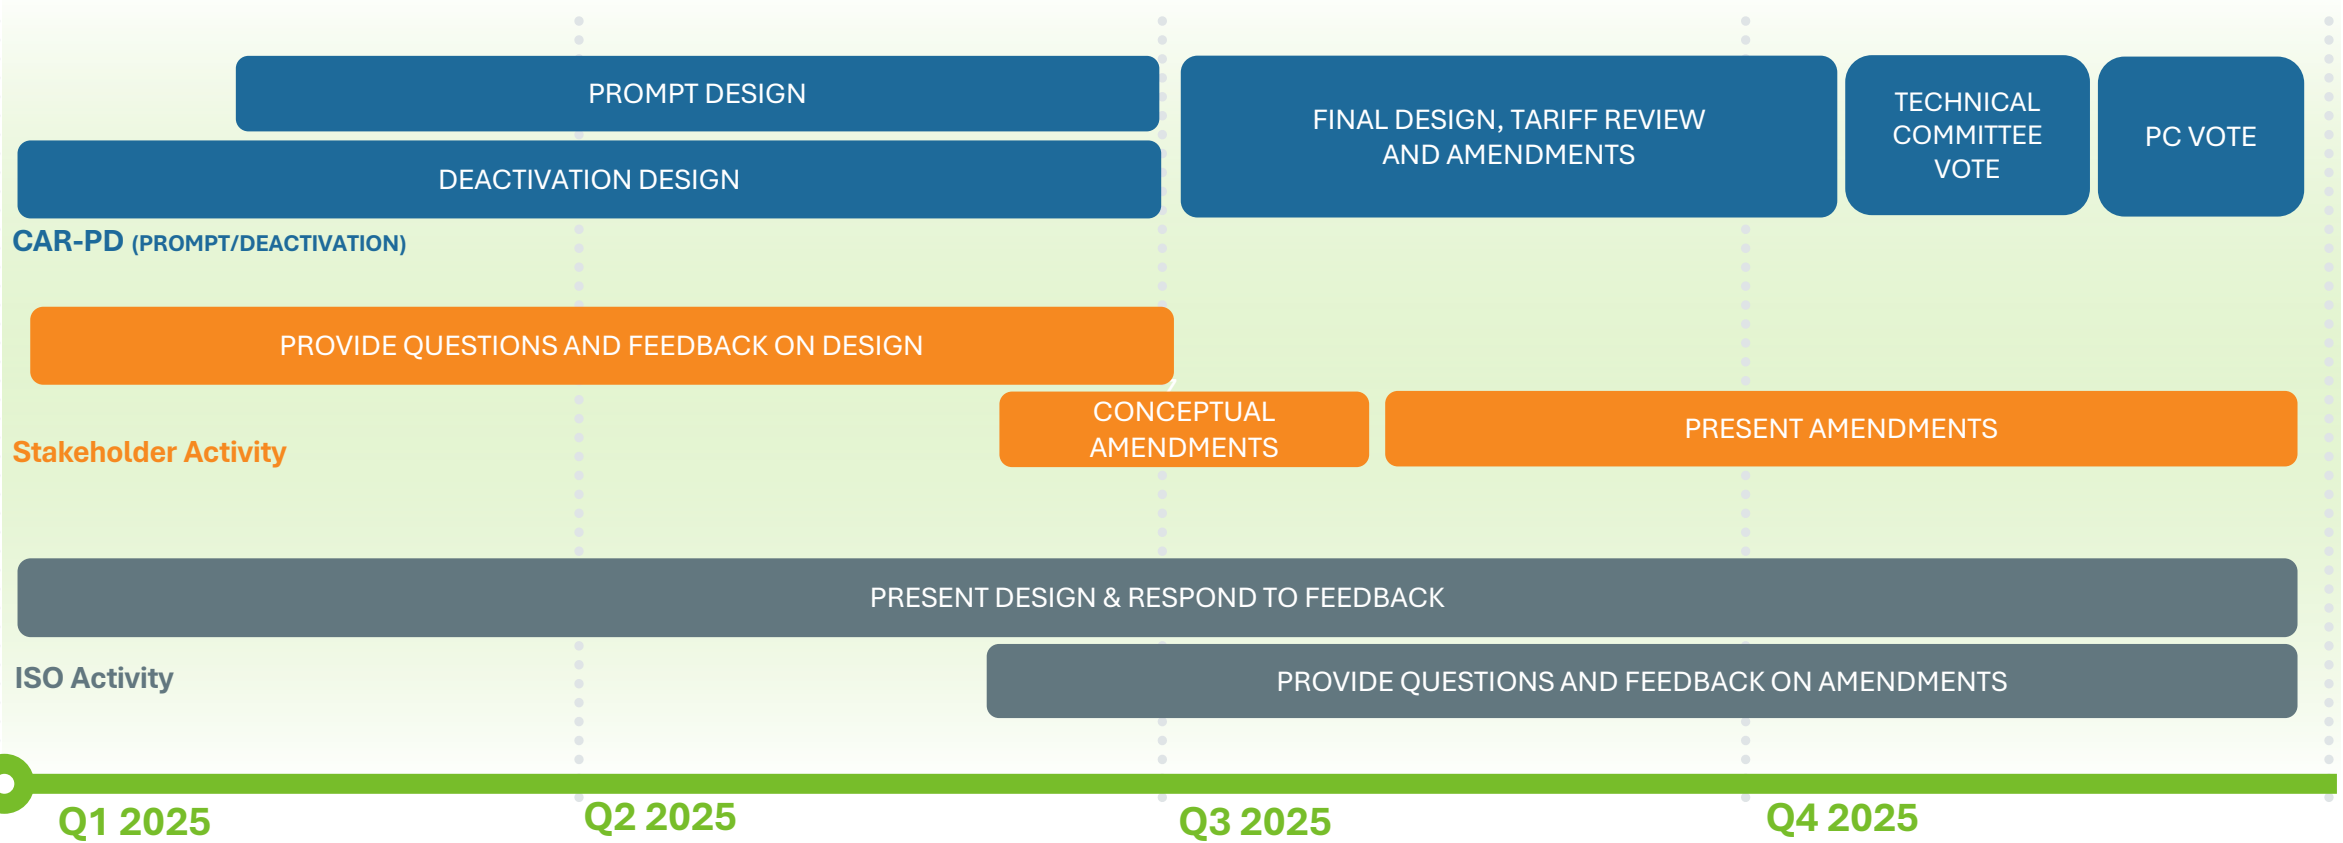 PROMPT DESIGN
DEACTIVATION DESIGN
FINAL DESIGN, TARIFF REVIEW
AND AMENDMENTS
TECHNICAL
COMMITTEE
VOTE
PC VOTE
CAR-PD (PROMPT/DEACTIVATION)
PROVIDE QUESTIONS AND FEEDBACK ON DESIGN
CONCEPTUAL
AMENDMENTS
PRESENT AMENDMENTS
Stakeholder Activity
PRESENT DESIGN & RESPOND TO FEEDBACK
PROVIDE QUESTIONS AND FEEDBACK ON AMENDMENTS
ISO Activity
Q1 2025
Q2 2025
Q3 2025
Q4 2025